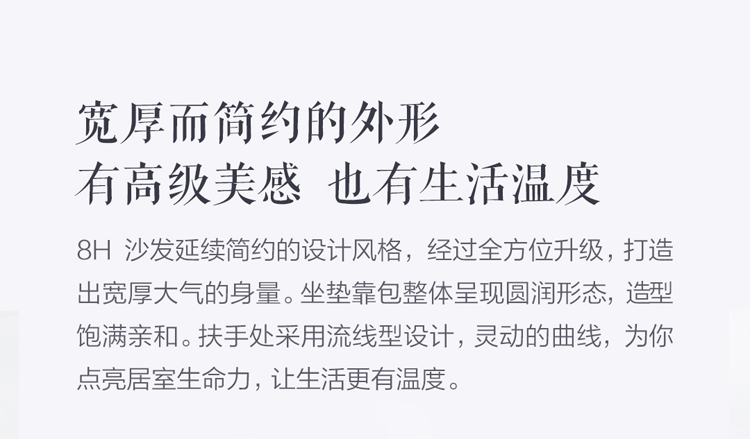 宽厚而简约的外形
有高级美感 也有生活温度
8H 沙发延续简约的设计风格，经过全方位升级，打造
出宽厚大气的身量。坐垫靠包整体呈现圆润形态，造型
饱满亲和。扶手处采用流线型设计，灵动的曲线，为你
点亮居室生命力，让生活更有温度。